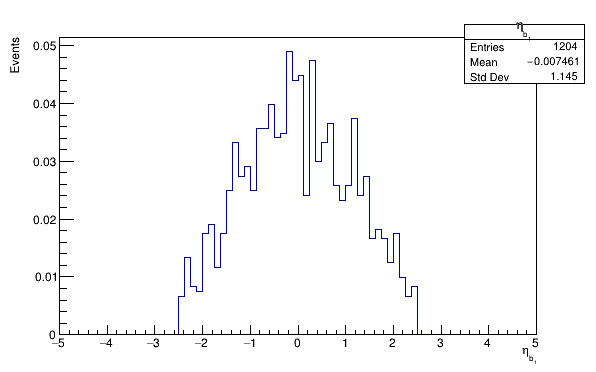 η_b₁
Entries 1204
Mean −0.007461
Std Dev 1.145
Events
0.05
0.04
0.03
0.02
0.01
0
−5 −4 −3 −2 −1 0 1 2 3 4 5
η_b₁